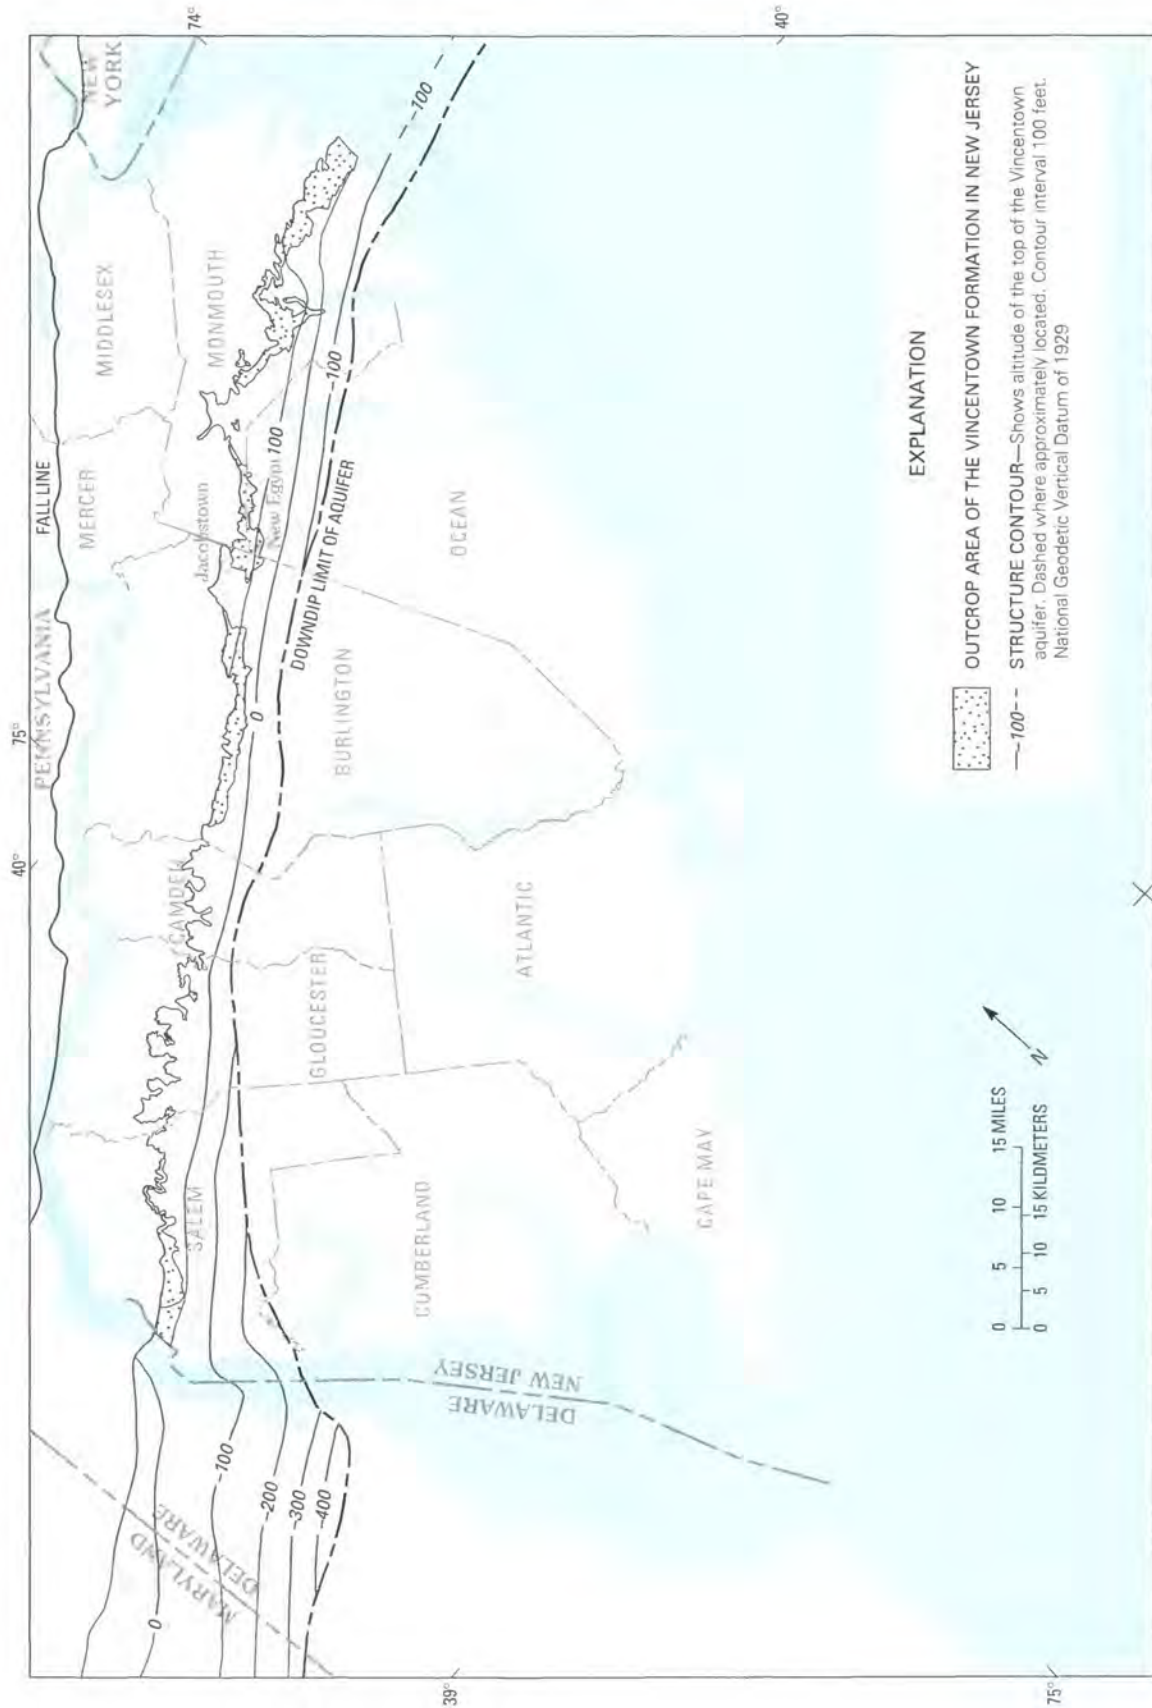 40°
75°
74°
PENNSYLVANIA
FALL LINE
NEW
YORK
MERCER
MIDDLESEX
MONMOUTH
Jacobstown
New Egypt
CAMDEN
SALEM
100
0
-100
-100
DOWNDIP LIMIT OF AQUIFER
BURLINGTON
OCEAN
GLOUCESTER
ATLANTIC
CUMBERLAND
CAPE MAY
NEW JERSEY
DELAWARE
MARYLAND
DELAWARE
0
-100
-200
-300
-400
39°
75°
40°
EXPLANATION
OUTCROP AREA OF THE VINCENTOWN FORMATION IN NEW JERSEY
—-100-- STRUCTURE CONTOUR—Shows altitude of the top of the Vincentown
aquifer. Dashed where approximately located. Contour interval 100 feet.
National Geodetic Vertical Datum of 1929
0 5 10 15 MILES
0 5 10 15 KILOMETERS
N